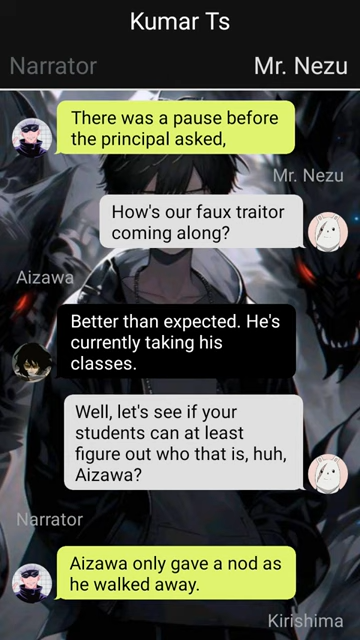 Kumar Ts
Narrator
Mr. Nezu
There was a pause before
the principal asked,
Mr. Nezu
How's our faux traitor
coming along?
Aizawa
Better than expected. He's
currently taking his
classes.
Well, let's see if your
students can at least
figure out who that is, huh,
Aizawa?
Narrator
Aizawa only gave a nod as
he walked away.
Kirishima